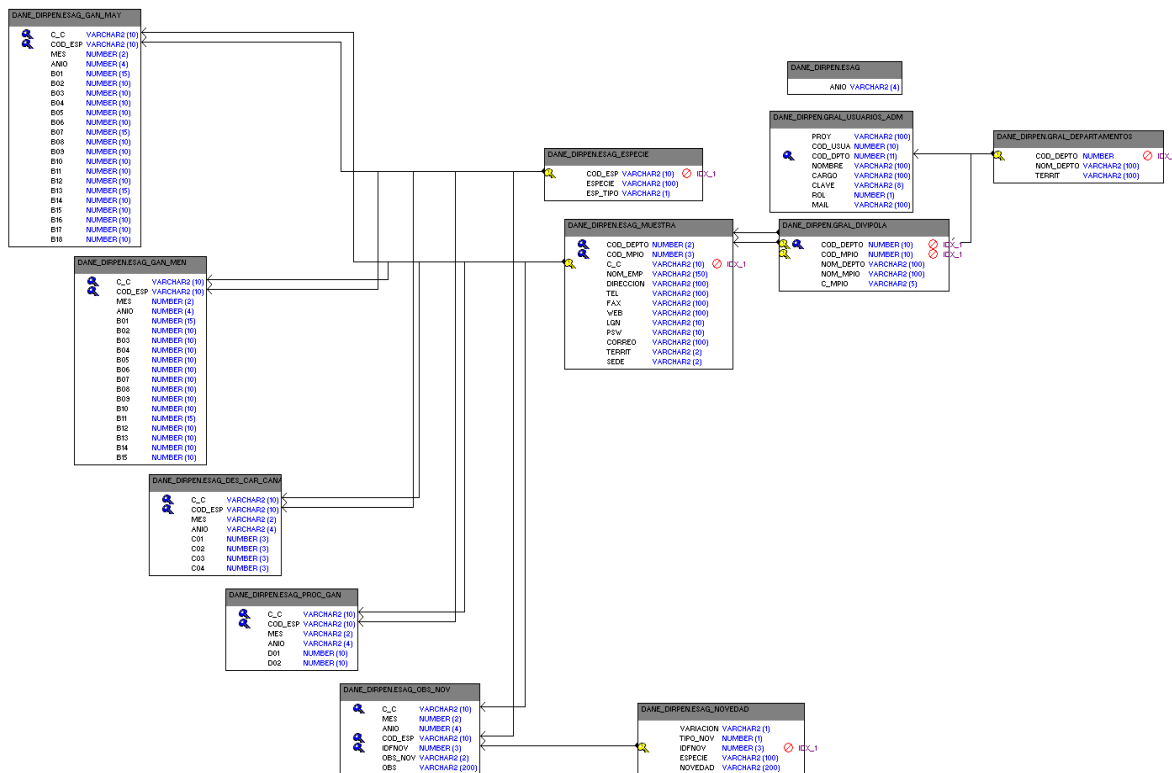 DANE_DIRPEN.ESAG_GAN_MAY
C_C VARCHAR2 (10)
COD_ESP VARCHAR2 (10)
MES NUMBER (2)
ANIO NUMBER (4)
B01 NUMBER (15)
B02 NUMBER (10)
B03 NUMBER (10)
B04 NUMBER (10)
B05 NUMBER (10)
B06 NUMBER (10)
B07 NUMBER (15)
B08 NUMBER (10)
B09 NUMBER (10)
B10 NUMBER (10)
B11 NUMBER (10)
B12 NUMBER (10)
B13 NUMBER (15)
B14 NUMBER (10)
B15 NUMBER (10)
B16 NUMBER (10)
B17 NUMBER (10)
B18 NUMBER (10)
DANE_DIRPEN.ESAG
ANIO VARCHAR2 (4)
DANE_DIRPEN.GRAL_USUARIOS_ADM
PROY VARCHAR2 (100)
COD_USUA NUMBER (10)
COD_DPTO NUMBER (11)
NOMBRE VARCHAR2 (100)
CARGO VARCHAR2 (100)
CLAVE VARCHAR2 (8)
ROL NUMBER (1)
MAIL VARCHAR2 (100)
DANE_DIRPEN.GRAL_DEPARTAMENTOS
COD_DEPTO NUMBER IDX_
NOM_DEPTO VARCHAR2 (100)
TERRIT VARCHAR2 (100)
DANE_DIRPEN.ESAG_ESPECIE
COD_ESP VARCHAR2 (10) IDX_1
ESPECIE VARCHAR2 (100)
ESP_TIPO VARCHAR2 (1)
DANE_DIRPEN.ESAG_MUESTRA
COD_DEPTO NUMBER (2)
COD_MPIO NUMBER (3)
C_C VARCHAR2 (10) IDX_1
NOM_EMP VARCHAR2 (150)
DIRECCION VARCHAR2 (100)
TEL VARCHAR2 (100)
FAX VARCHAR2 (100)
WEB VARCHAR2 (100)
LGN VARCHAR2 (10)
PSW VARCHAR2 (10)
CORREO VARCHAR2 (100)
TERRIT VARCHAR2 (2)
SEDE VARCHAR2 (2)
DANE_DIRPEN.GRAL_DIVIPOLA
COD_DEPTO NUMBER (10) IDX_1
COD_MPIO NUMBER (10) IDX_1
NOM_DEPTO VARCHAR2 (100)
NOM_MPIO VARCHAR2 (100)
C_MPIO VARCHAR2 (5)
DANE_DIRPEN.ESAG_GAN_MEN
C_C VARCHAR2 (10)
COD_ESP VARCHAR2 (10)
MES NUMBER (2)
ANIO NUMBER (4)
B01 NUMBER (15)
B02 NUMBER (10)
B03 NUMBER (10)
B04 NUMBER (10)
B05 NUMBER (10)
B06 NUMBER (10)
B07 NUMBER (10)
B08 NUMBER (10)
B09 NUMBER (10)
B10 NUMBER (10)
B11 NUMBER (15)
B12 NUMBER (10)
B13 NUMBER (10)
B14 NUMBER (10)
B15 NUMBER (10)
DANE_DIRPEN.ESAG_DES_CAR_CANA
C_C VARCHAR2 (10)
COD_ESP VARCHAR2 (10)
MES VARCHAR2 (2)
ANIO VARCHAR2 (4)
C01 NUMBER (3)
C02 NUMBER (3)
C03 NUMBER (3)
C04 NUMBER (3)
DANE_DIRPEN.ESAG_PROC_GAN
C_C VARCHAR2 (10)
COD_ESP VARCHAR2 (10)
MES VARCHAR2 (2)
ANIO VARCHAR2 (4)
D01 NUMBER (10)
D02 NUMBER (10)
DANE_DIRPEN.ESAG_OBS_NOV
C_C VARCHAR2 (10)
MES NUMBER (2)
ANIO NUMBER (4)
COD_ESP VARCHAR2 (10)
IDFNOV NUMBER (3)
OBS_NOV VARCHAR2 (2)
OBS VARCHAR2 (200)
DANE_DIRPEN.ESAG_NOVEDAD
VARIACION VARCHAR2 (1)
TIPO_NOV NUMBER (1)
IDFNOV NUMBER (3) IDX_1
ESPECIE VARCHAR2 (100)
NOVEDAD VARCHAR2 (200)